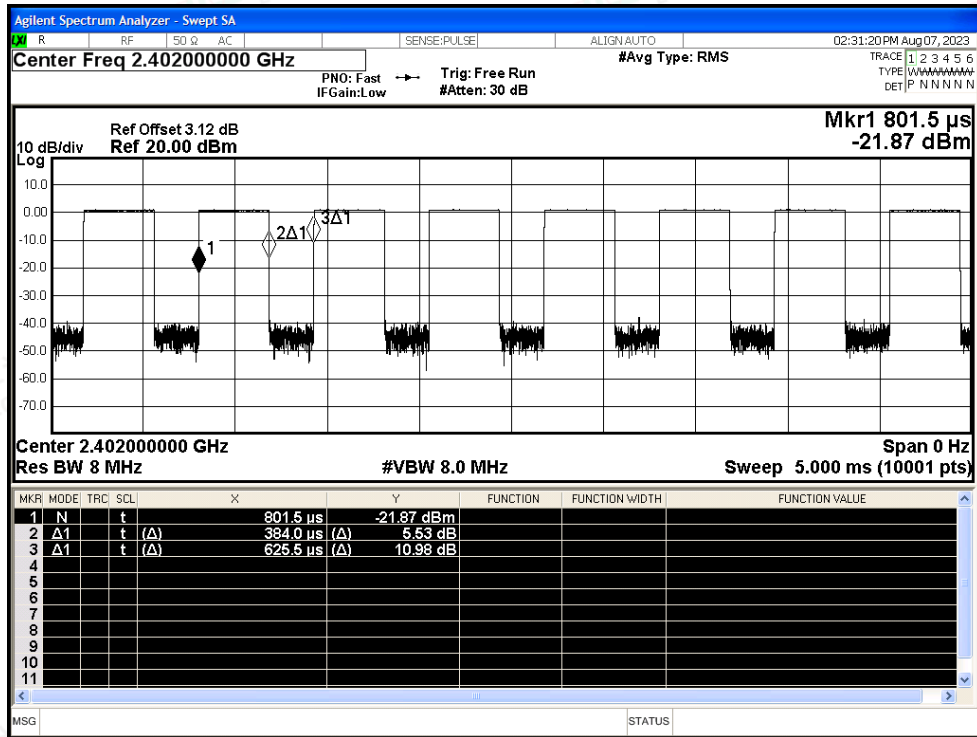 Agilent Spectrum Analyzer - Swept SA
LXI R RF 50 Ω AC SENSE:PULSE ALIGN AUTO 02:31:20 PM Aug 07, 2023
Center Freq 2.402000000 GHz
#Avg Type: RMS
TRACE 1 2 3 4 5 6
PNO: Fast
Trig: Free Run
TYPE WWWWWW
IFGain:Low
#Atten: 30 dB
DET P N N N N N
Mkr1 801.5 µs
Ref Offset 3.12 dB
-21.87 dBm
10 dB/div Ref 20.00 dBm
Log
10.0
0.00
3Δ1
2Δ1
-10.0
1
-20.0
-30.0
-40.0
-50.0
-60.0
-70.0
Center 2.402000000 GHz Span 0 Hz
Res BW 8 MHz #VBW 8.0 MHz Sweep 5.000 ms (10001 pts)
MKR MODE TRC SCL X Y FUNCTION FUNCTION WIDTH FUNCTION VALUE
1 N t 801.5 µs -21.87 dBm
2 Δ1 t (Δ) 384.0 µs (Δ) 5.53 dB
3 Δ1 t (Δ) 625.5 µs (Δ) 10.98 dB
4
5
6
7
8
9
10
11
MSG STATUS